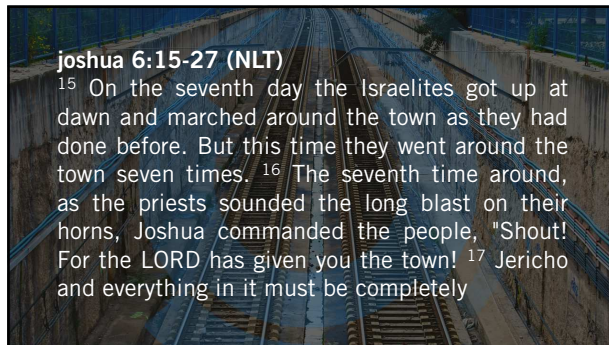 joshua 6:15-27 (NLT)
15 On the seventh day the Israelites got up at
dawn and marched around the town as they had
done before. But this time they went around the
town seven times. 16 The seventh time around,
as the priests sounded the long blast on their
horns, Joshua commanded the people, "Shout!
For the LORD has given you the town! 17 Jericho
and everything in it must be completely